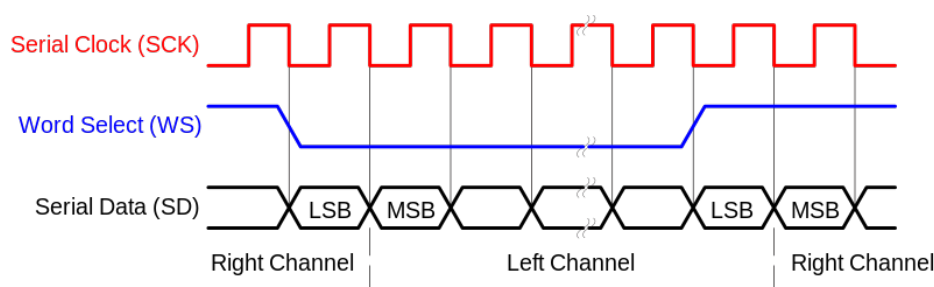 Serial Clock (SCK)
Word Select (WS)
Serial Data (SD)
LSB MSB LSB MSB
Right Channel Left Channel Right Channel